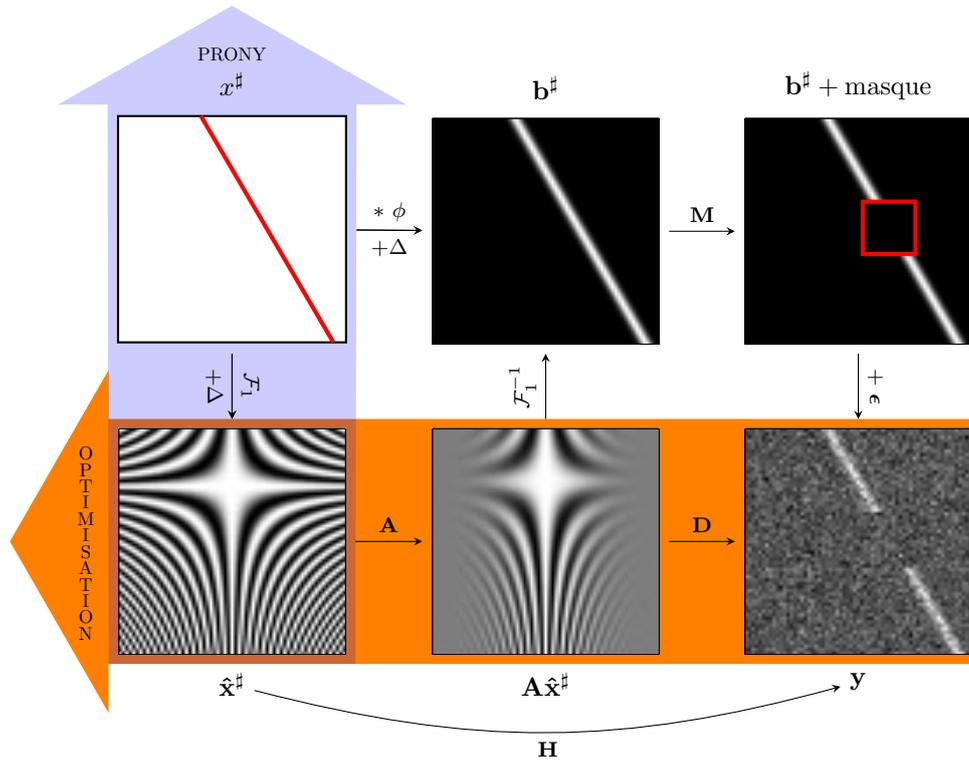 PRONY
x♯
b♯
b♯ + masque
∗ ϕ
+Δ
M
F₁
+Δ
F₁⁻¹
+ ϵ
OPTIMISATION
A
D
x̂♯
Ax̂♯
y
H